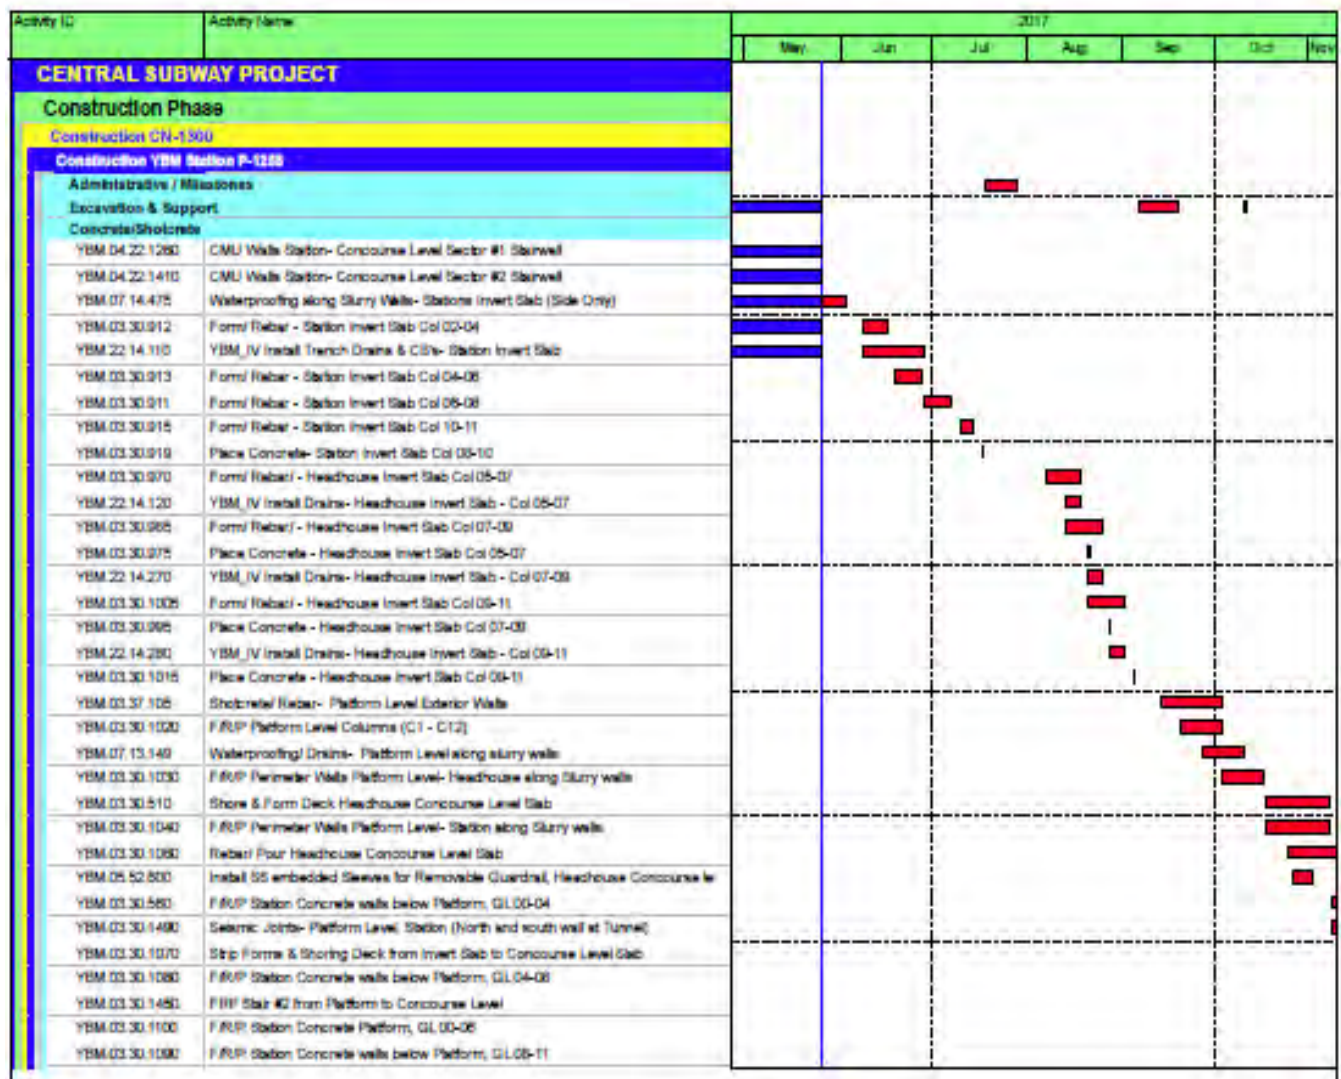 Activity ID Activity Name 2017
May Jun Jul Aug Sep Oct Nov
CENTRAL SUBWAY PROJECT
Construction Phase
Construction CN-1300
Construction YBM Station P-1255
Administrative / Milestones
Excavation & Support
Concrete/Shotcrete
YBM.04.22.1260 CMU Walls Station- Concourse Level Sector #1 Stairwell
YBM.04.22.1410 CMU Walls Station- Concourse Level Sector #2 Stairwell
YBM.07.14.475 Waterproofing along Slurry Walls- Stations Invert Slab (Side Only)
YBM.03.30.912 Form/ Rebar - Station Invert Slab Col 02-04
YBM.22.14.110 YBM_IV Install Trench Drains & CB's- Station Invert Slab
YBM.03.30.913 Form/ Rebar - Station Invert Slab Col 04-06
YBM.03.30.911 Form/ Rebar - Station Invert Slab Col 06-08
YBM.03.30.915 Form/ Rebar - Station Invert Slab Col 10-11
YBM.03.30.919 Place Concrete- Station Invert Slab Col 08-10
YBM.03.30.970 Form/ Rebar/ - Headhouse Invert Slab Col 05-07
YBM.22.14.120 YBM_IV Install Drains- Headhouse Invert Slab - Col 05-07
YBM.03.30.985 Form/ Rebar/ - Headhouse Invert Slab Col 07-09
YBM.03.30.975 Place Concrete - Headhouse Invert Slab Col 05-07
YBM.22.14.270 YBM_IV Install Drains- Headhouse Invert Slab - Col 07-09
YBM.03.30.1005 Form/ Rebar/ - Headhouse Invert Slab Col 09-11
YBM.03.30.995 Place Concrete - Headhouse Invert Slab Col 07-09
YBM.22.14.280 YBM_IV Install Drains- Headhouse Invert Slab - Col 09-11
YBM.03.30.1015 Place Concrete - Headhouse Invert Slab Col 09-11
YBM.03.37.105 Shotcrete/ Rebar- Platform Level Exterior Walls
YBM.03.30.1020 F/R/P Platform Level Columns (C1 - C12)
YBM.07.13.149 Waterproofing/ Drains- Platform Level along slurry walls
YBM.03.30.1030 F/R/P Perimeter Walls Platform Level- Headhouse along Slurry walls
YBM.03.30.510 Shore & Form Deck Headhouse Concourse Level Slab
YBM.03.30.1040 F/R/P Perimeter Walls Platform Level- Station along Slurry walls
YBM.03.30.1060 Rebar/ Pour Headhouse Concourse Level Slab
YBM.05.52.800 Install SS embedded Sleeves for Removable Guardrail, Headhouse Concourse le
YBM.03.30.560 F/R/P Station Concrete walls below Platform, GL 00-04
YBM.03.30.1490 Seismic Joints- Platform Level, Station (North and south wall at Tunnel)
YBM.03.30.1070 Strip Forms & Shoring Deck from Invert Slab to Concourse Level Slab
YBM.03.30.1080 F/R/P Station Concrete walls below Platform, GL 04-08
YBM.03.30.1450 FRP Stair #2 from Platform to Concourse Level
YBM.03.30.1100 F/R/P Station Concrete Platform, GL 00-06
YBM.03.30.1090 F/R/P Station Concrete walls below Platform, GL 08-11